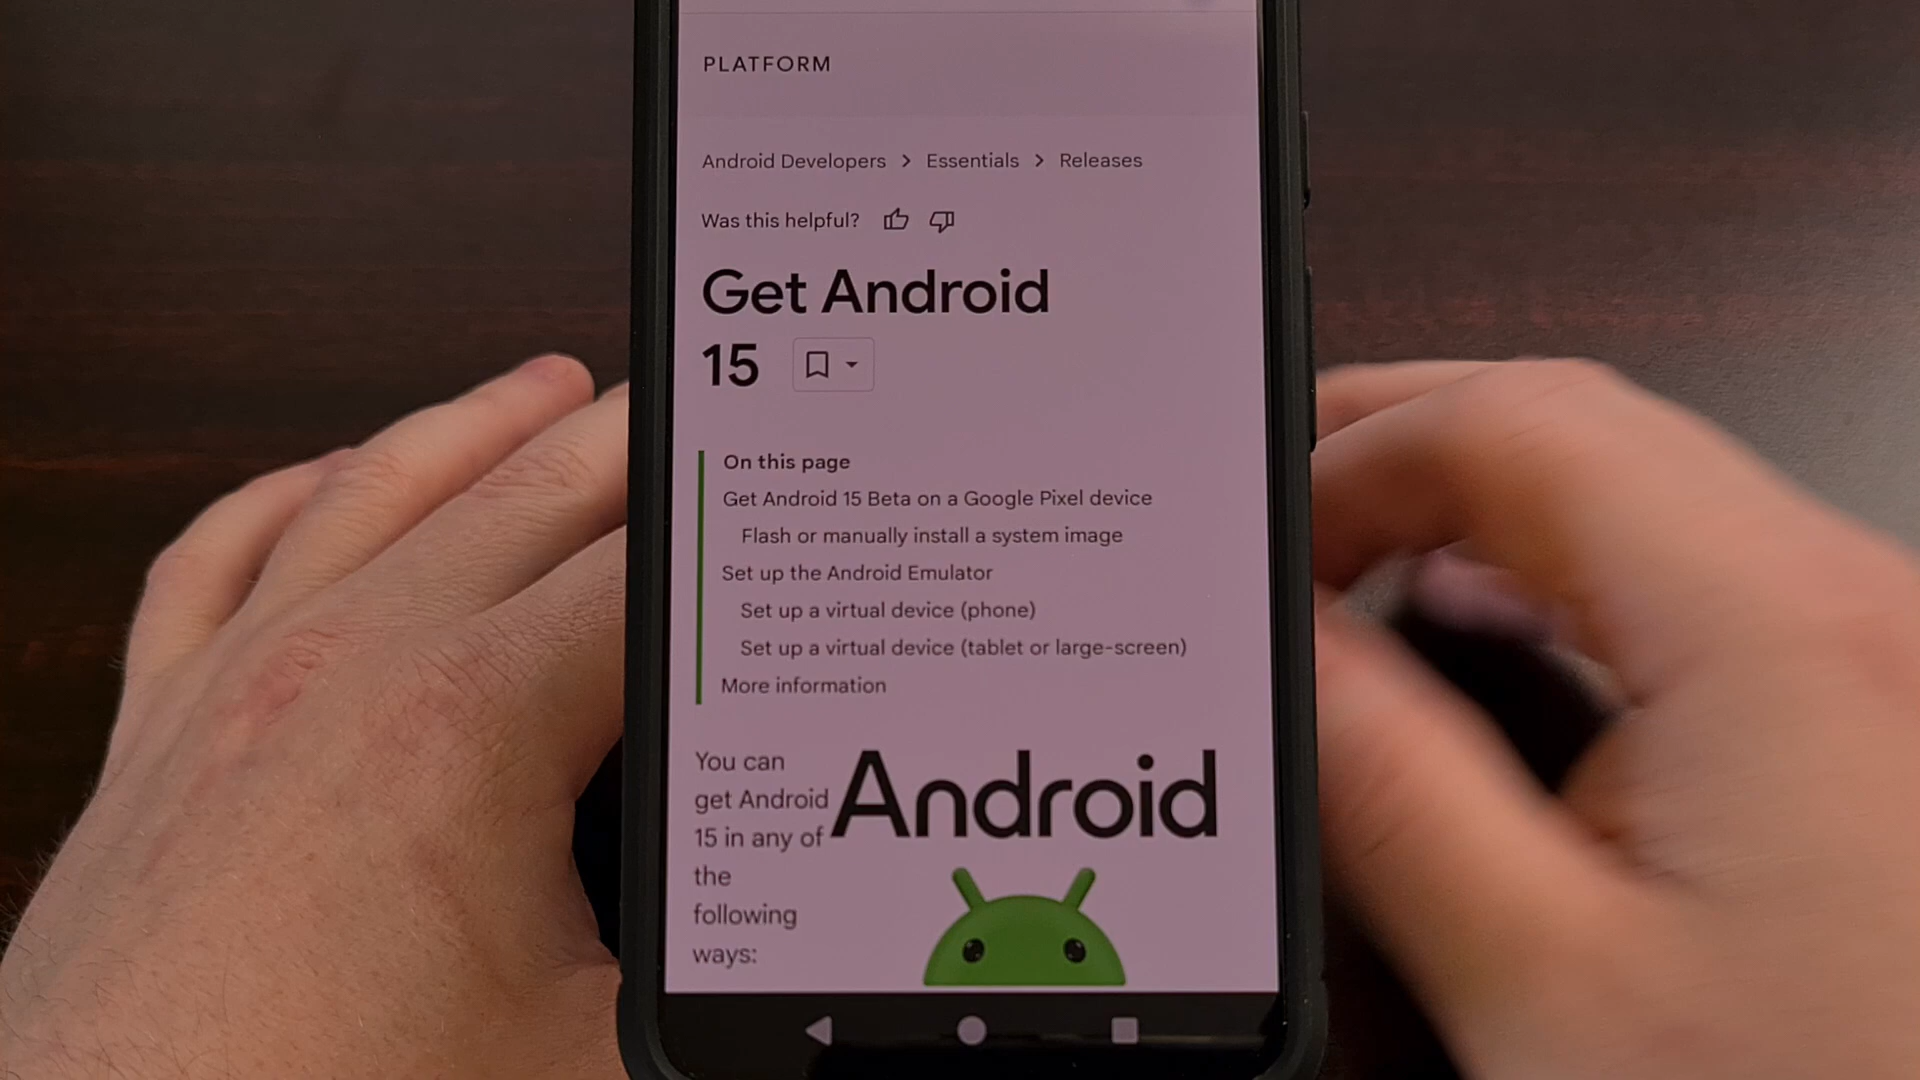 PLATFORM
Android Developers > Essentials > Releases
Was this helpful?
Get Android
15
On this page
Get Android 15 Beta on a Google Pixel device
Flash or manually install a system image
Set up the Android Emulator
Set up a virtual device (phone)
Set up a virtual device (tablet or large-screen)
More information
You can
get Android
15 in any of
the
following
ways:
Android